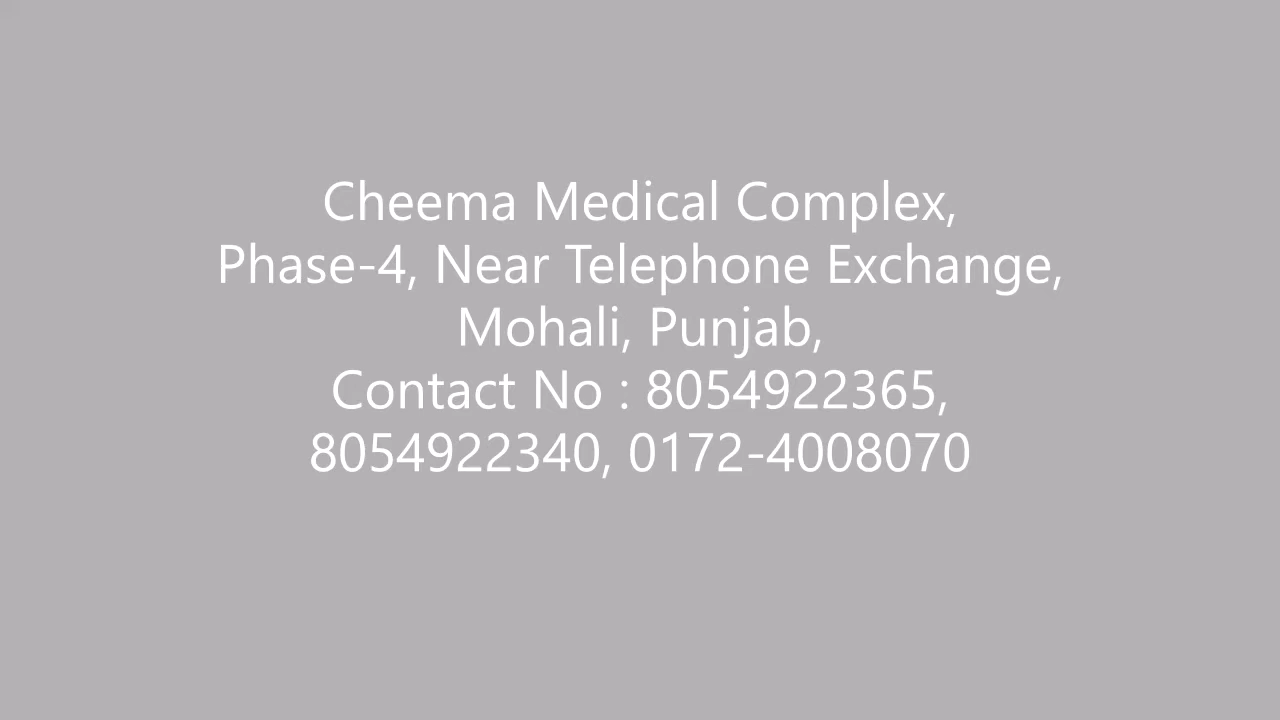 Cheema Medical Complex,
Phase-4, Near Telephone Exchange,
Mohali, Punjab,
Contact No : 8054922365,
8054922340, 0172-4008070